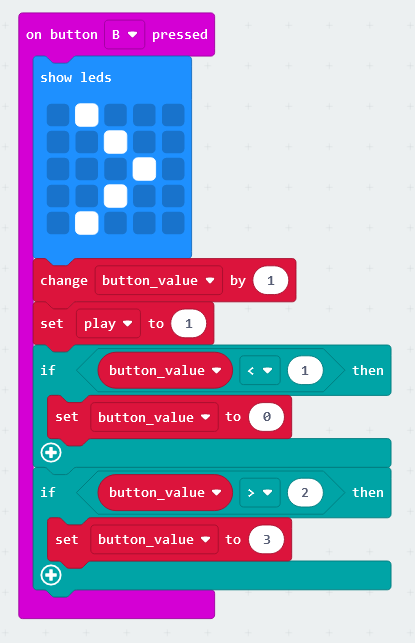 on button B pressed
show leds
change button_value by 1
set play to 1
if button_value < 1 then
set button_value to 0
if button_value > 2 then
set button_value to 3